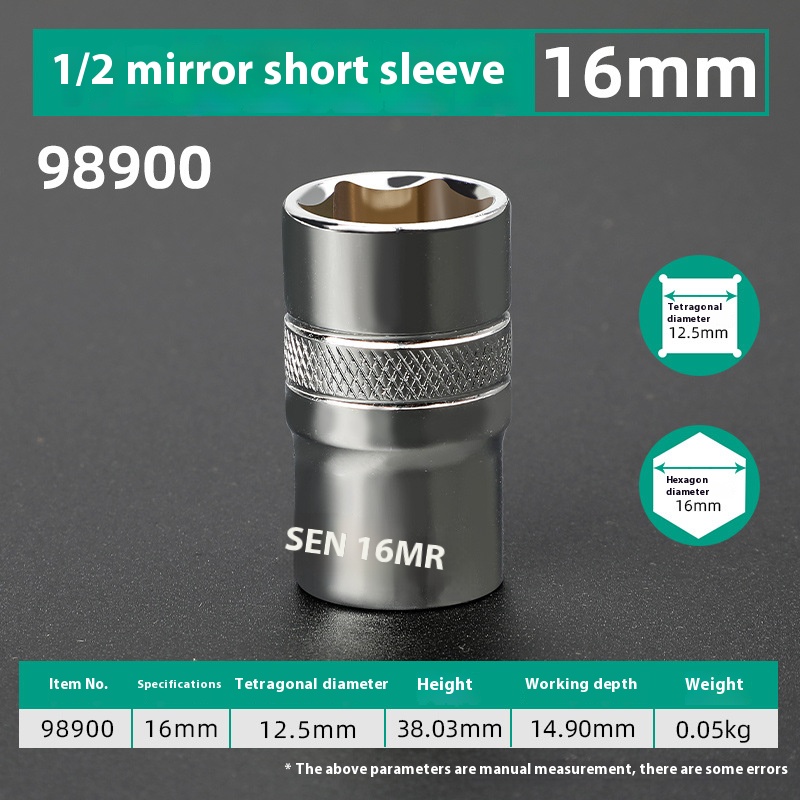 1/2 mirror short sleeve 16mm
98900
Tetragonal
diameter
12.5mm
Hexagon
diameter
16mm
SEN 16MR
Item No. Specifications Tetragonal diameter Height Working depth Weight
98900 16mm 12.5mm 38.03mm 14.90mm 0.05kg
* The above parameters are manual measurement, there are some errors